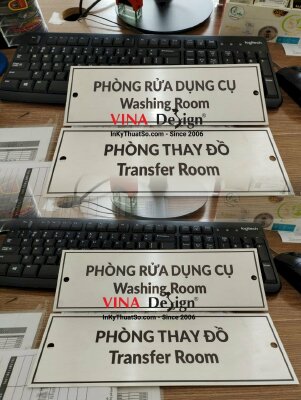 logitech
PHÒNG RỬA DỤNG CỤ
Washing Room
VINA Design®
InKyThuatSo.com - Since 2006
PHÒNG THAY ĐỒ
Transfer Room
logitech
PHÒNG RỬA DỤNG CỤ
Washing Room
VINA Design®
InKyThuatSo.com - Since 2006
PHÒNG THAY ĐỒ
Transfer Room